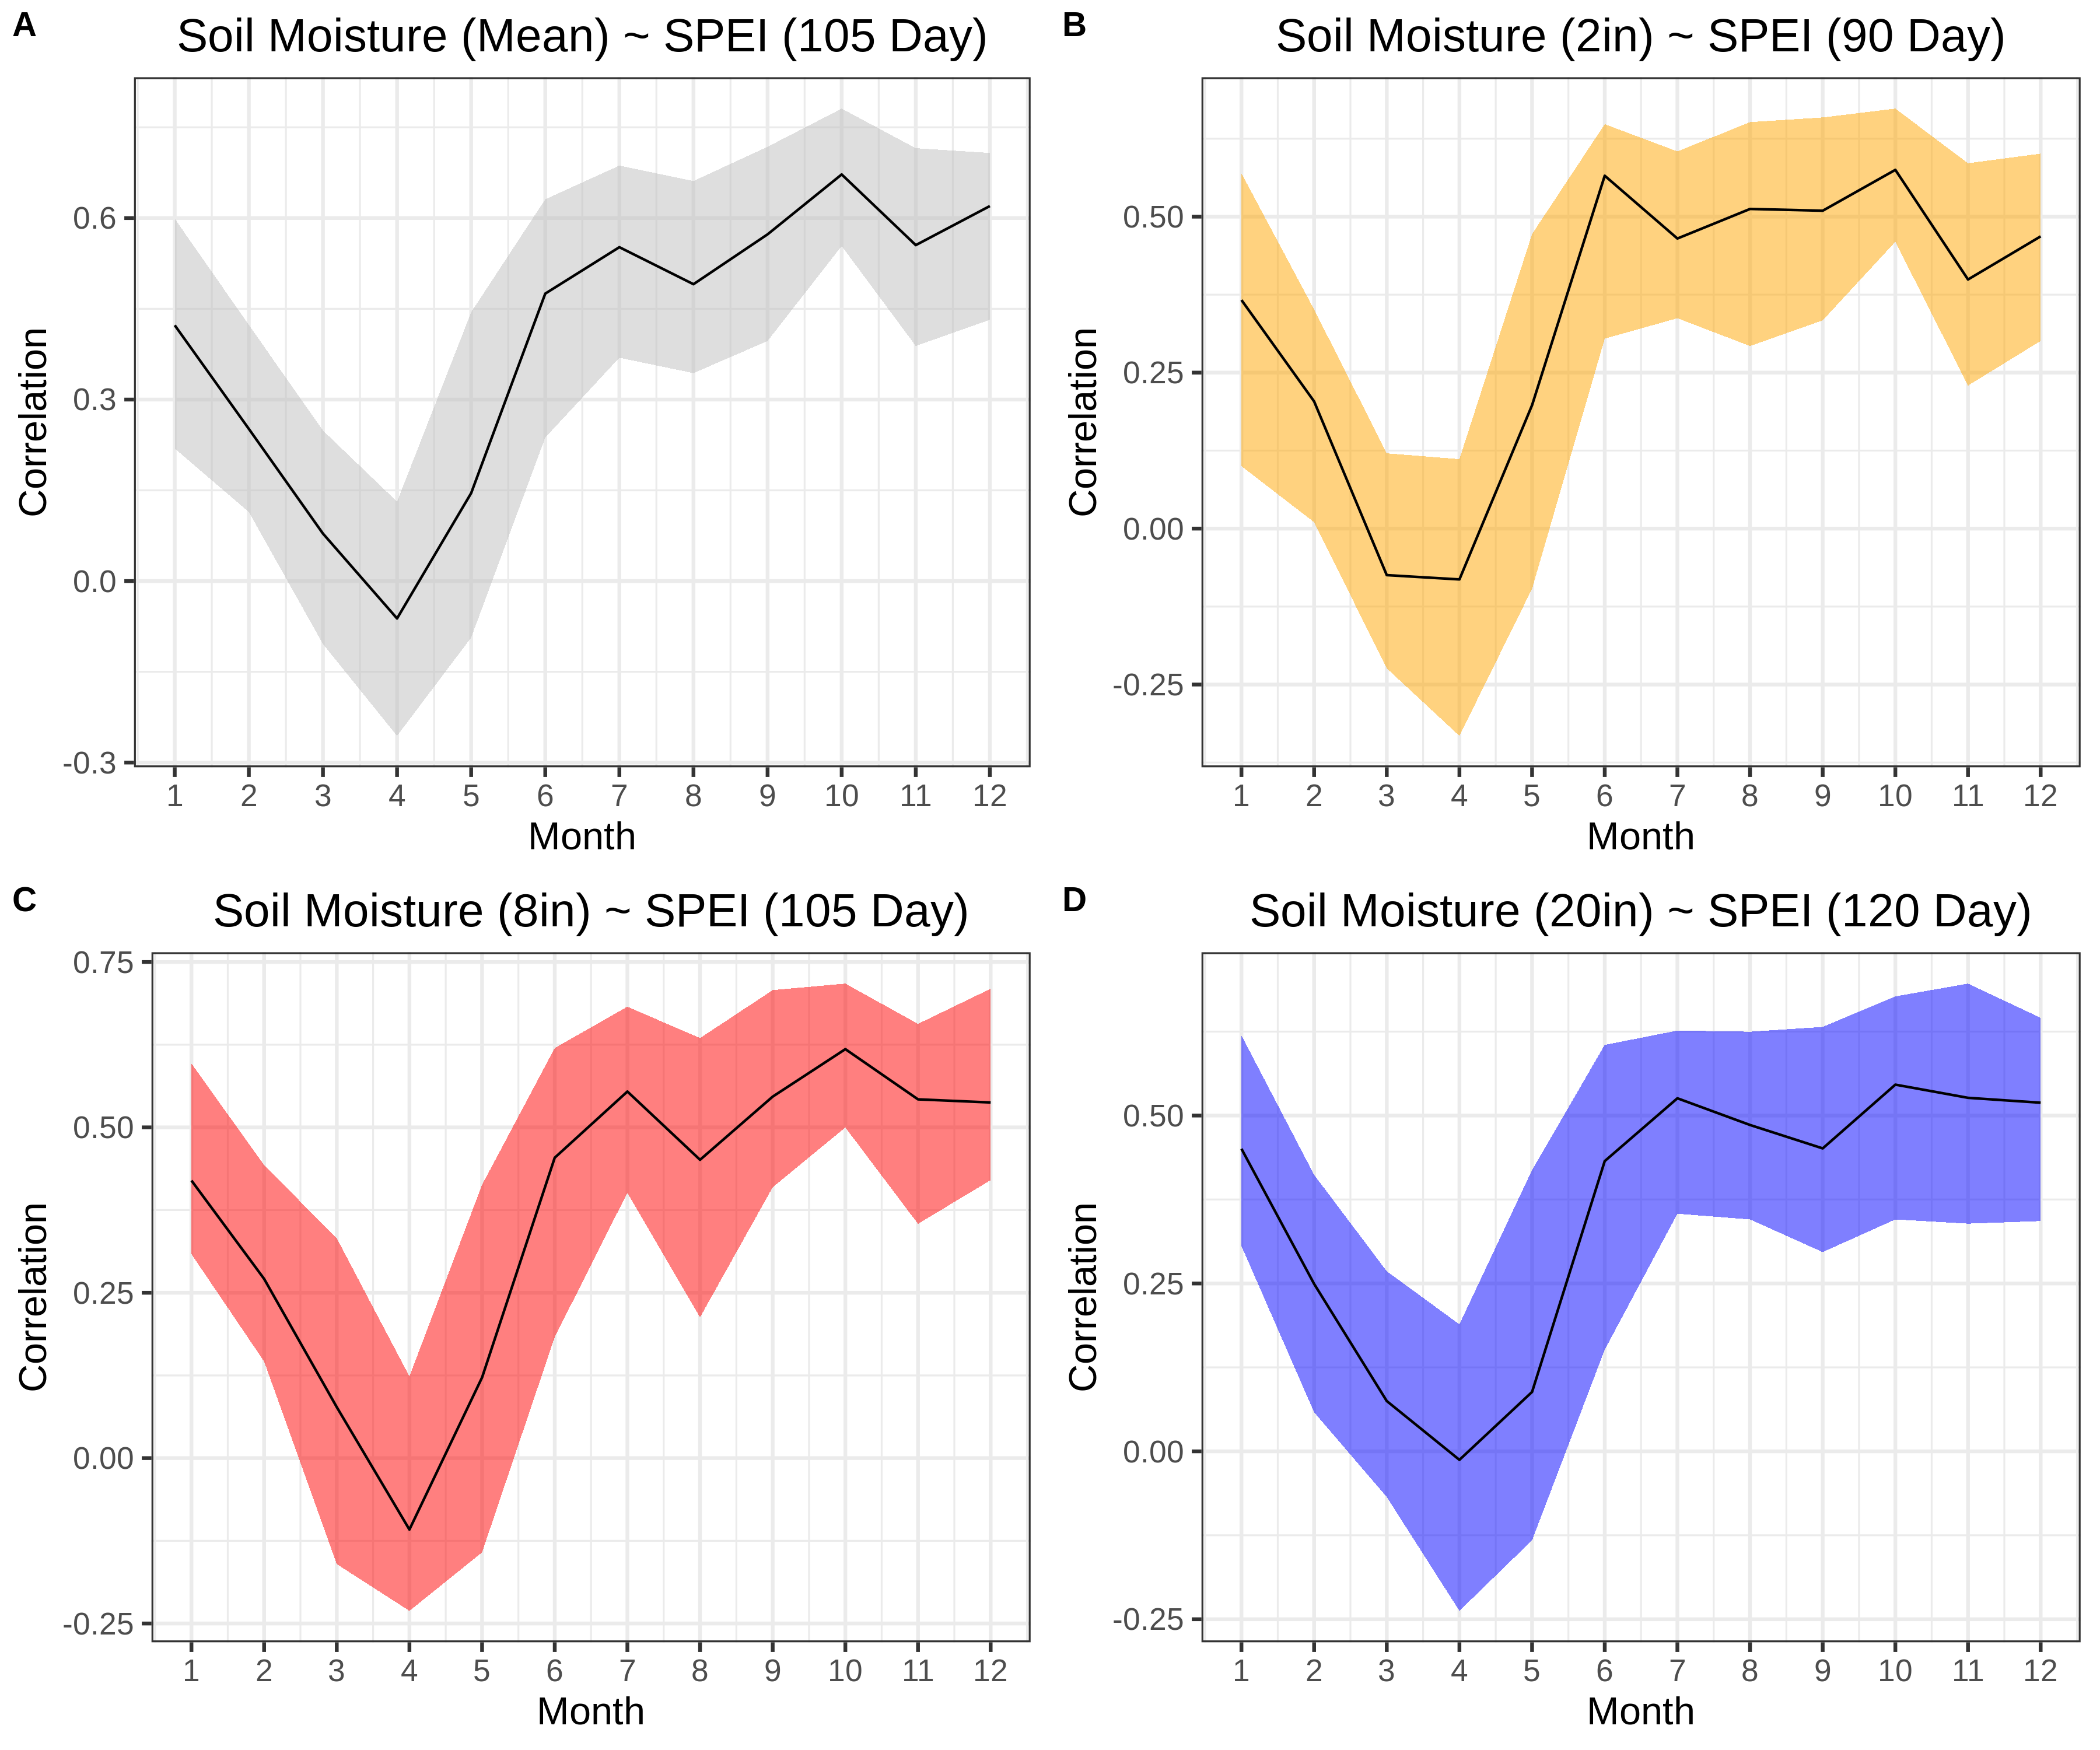 A
Soil Moisture (Mean) ~ SPEI (105 Day)
Correlation
0.6
0.3
0.0
-0.3
1 2 3 4 5 6 7 8 9 10 11 12
Month
B
Soil Moisture (2in) ~ SPEI (90 Day)
Correlation
0.50
0.25
0.00
-0.25
1 2 3 4 5 6 7 8 9 10 11 12
Month
C
Soil Moisture (8in) ~ SPEI (105 Day)
Correlation
0.75
0.50
0.25
0.00
-0.25
1 2 3 4 5 6 7 8 9 10 11 12
Month
D
Soil Moisture (20in) ~ SPEI (120 Day)
Correlation
0.50
0.25
0.00
-0.25
1 2 3 4 5 6 7 8 9 10 11 12
Month